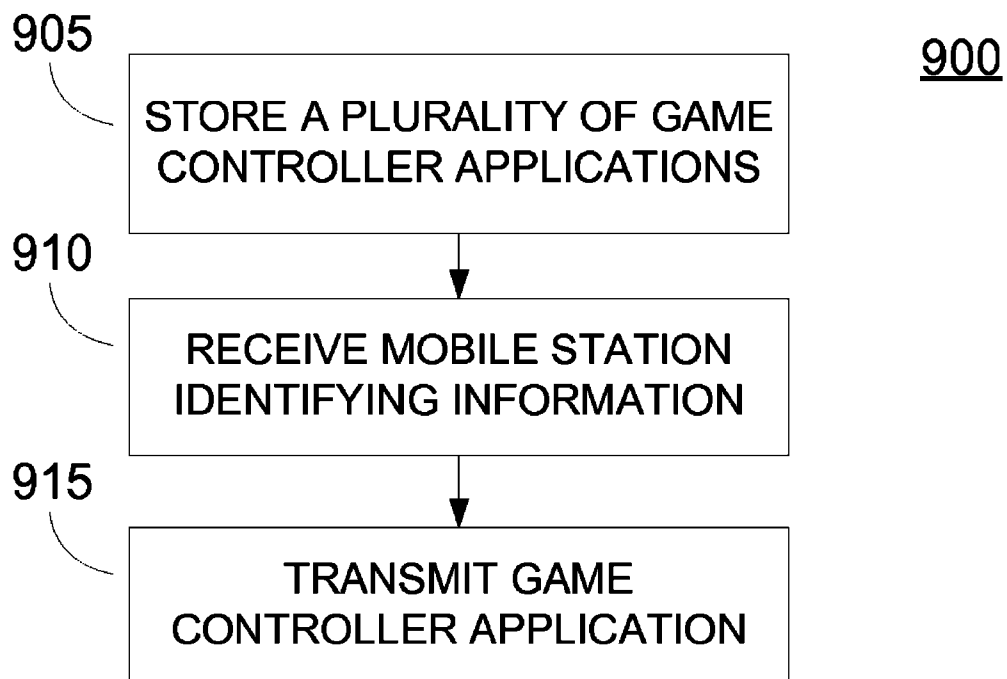 905
900
STORE A PLURALITY OF GAME
CONTROLLER APPLICATIONS
910
RECEIVE MOBILE STATION
IDENTIFYING INFORMATION
915
TRANSMIT GAME
CONTROLLER APPLICATION